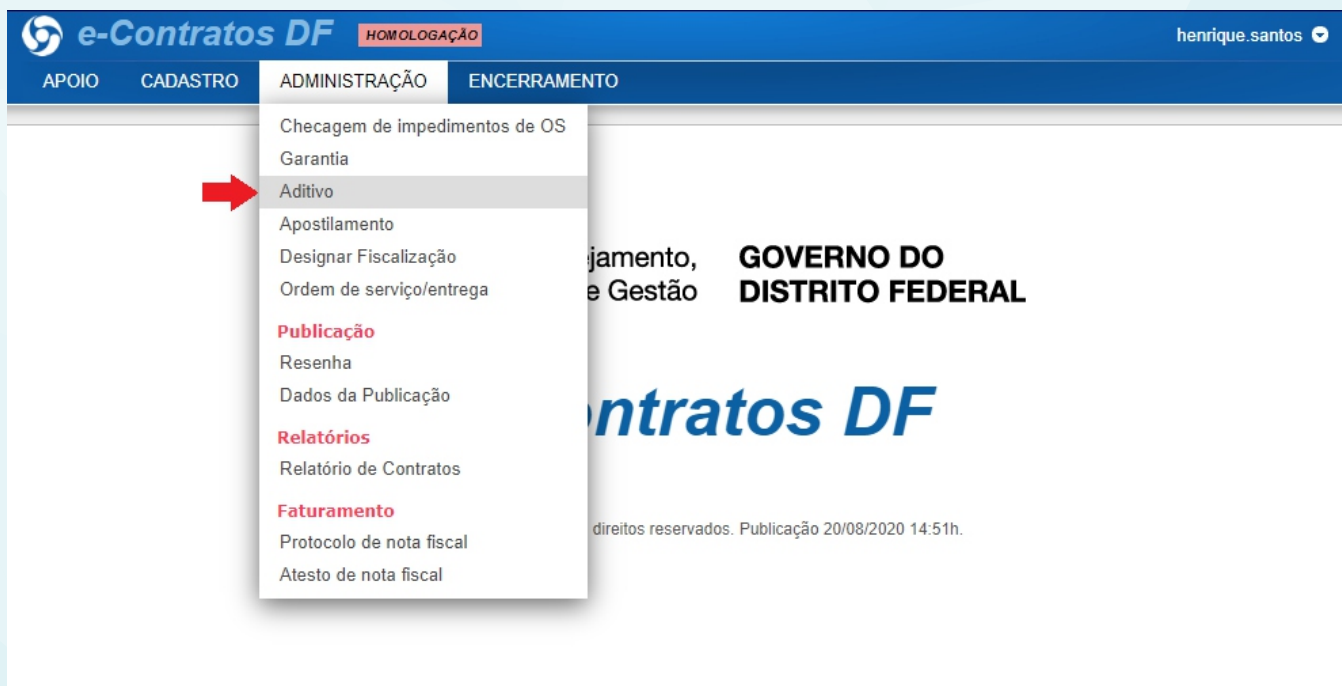 e-Contratos DF HOMOLOGAÇÃO henrique.santos
APOIO CADASTRO ADMINISTRAÇÃO ENCERRAMENTO
Checagem de impedimentos de OS
Garantia
Aditivo
Apostilamento
Designar Fiscalização
Ordem de serviço/entrega
Publicação
Resenha
Dados da Publicação
Relatórios
Relatório de Contratos
Faturamento
Protocolo de nota fiscal
Atesto de nota fiscal
jamento, GOVERNO DO
e Gestão DISTRITO FEDERAL
ntratos DF
direitos reservados. Publicação 20/08/2020 14:51h.